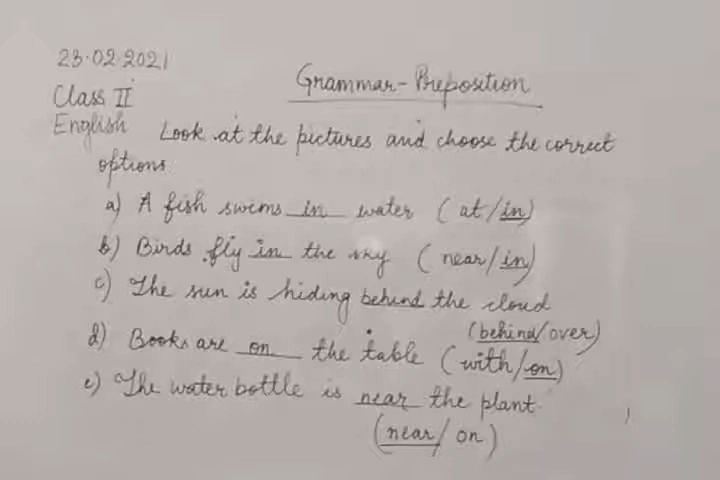 23.02.2021
Grammar-Preposition
Class II
English Look at the pictures and choose the correct
options
a) A fish swims in water (at/in)
b) Birds fly in the sky (near/in)
c) The sun is hiding behind the cloud
(behind/over)
d) Books are on the table (with/on)
e) The water bottle is near the plant.
(near/on)